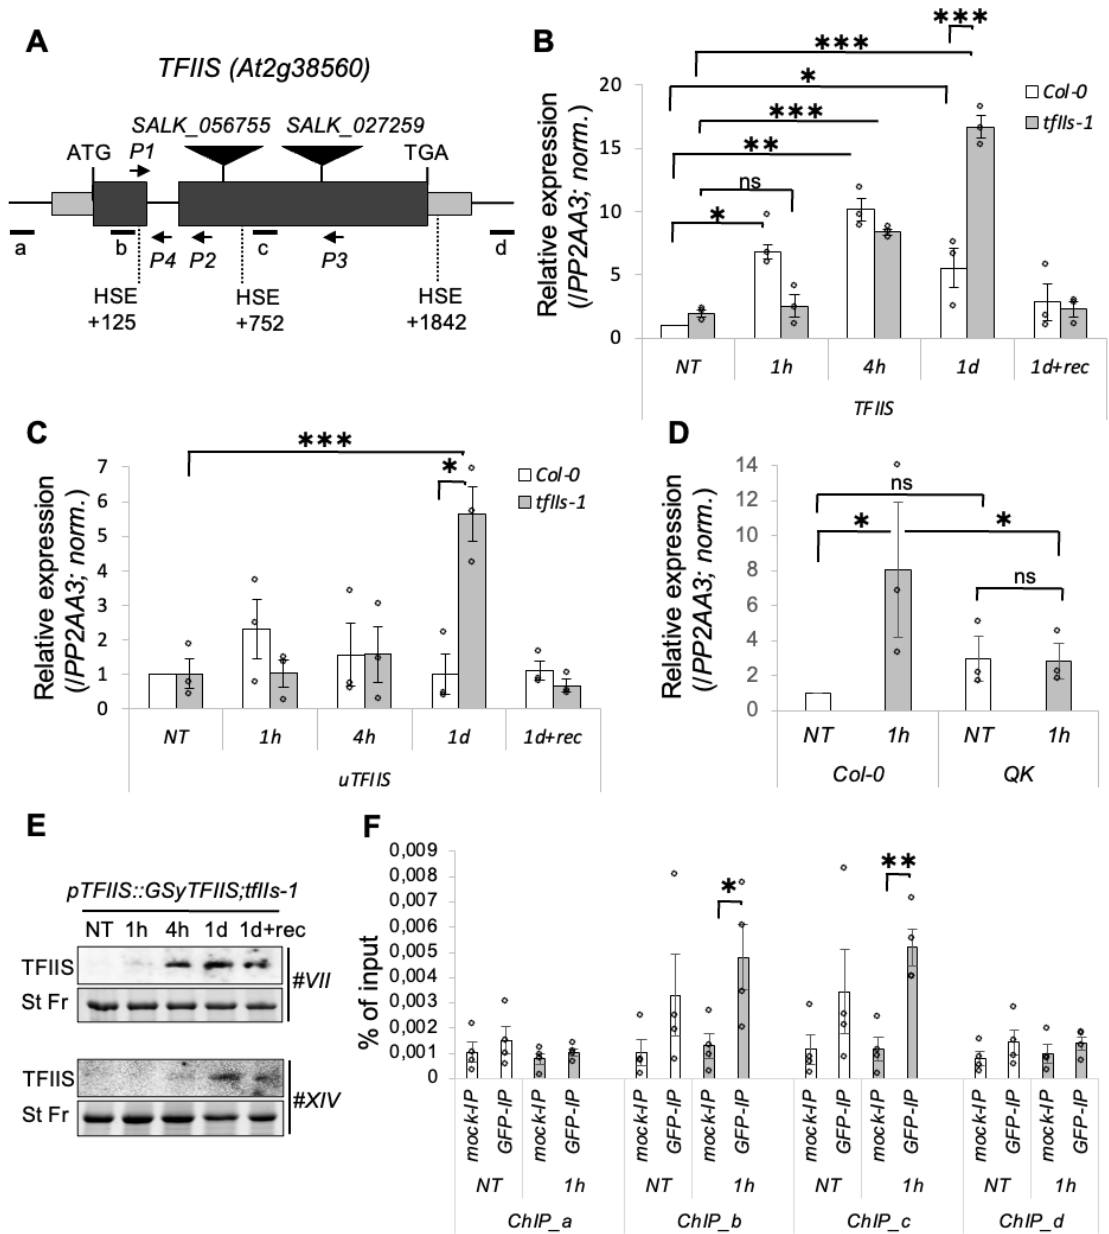 A
TFIIS (At2g38560)
SALK_056755 SALK_027259
ATG P1 TGA
a b c d
P4 P2 P3
HSE HSE HSE
+125 +752 +1842
B
***
***
*
***
**
ns
*
Col-0
tfIIs-1
Relative expression
(/PP2AA3; norm.)
20
15
10
5
0
NT 1h 4h 1d 1d+rec
TFIIS
C
***
*
Col-0
tfIIs-1
Relative expression
(/PP2AA3; norm.)
7
6
5
4
3
2
1
0
NT 1h 4h 1d 1d+rec
uTFIIS
D
ns
* *
ns
Relative expression
(/PP2AA3; norm.)
14
12
10
8
6
4
2
0
NT 1h NT 1h
Col-0 QK
E
pTFIIS::GSyTFIIS;tfIIs-1
NT 1h 4h 1d 1d+rec
TFIIS
St Fr
#VII
TFIIS
St Fr
#XIV
F
* **
% of input
0,009
0,008
0,007
0,006
0,005
0,004
0,003
0,002
0,001
0
mock-IP GFP-IP mock-IP GFP-IP mock-IP GFP-IP mock-IP GFP-IP mock-IP GFP-IP mock-IP GFP-IP mock-IP GFP-IP mock-IP GFP-IP
NT 1h NT 1h NT 1h NT 1h
ChIP_a ChIP_b ChIP_c ChIP_d